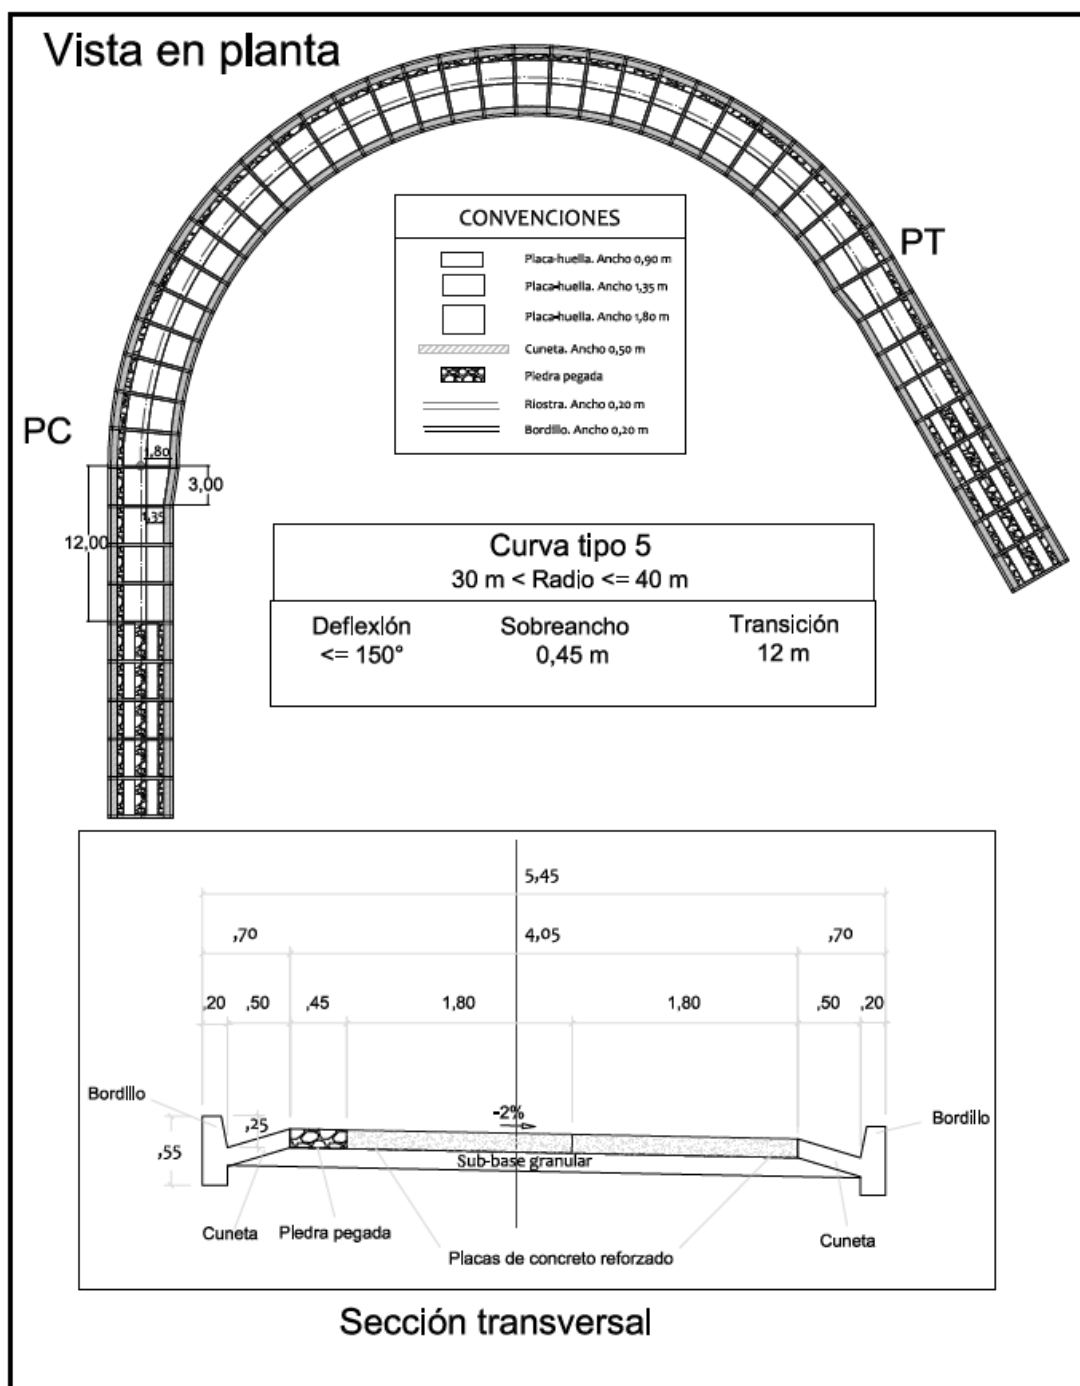 Vista en planta
CONVENCIONES
Placa-huella. Ancho 0,90 m
Placa-huella. Ancho 1,35 m
Placa-huella. Ancho 1,80 m
Cuneta. Ancho 0,50 m
Piedra pegada
Riostra. Ancho 0,20 m
Bordillo. Ancho 0,20 m
PT
PC
1,80
3,00
1,35
12,00
Curva tipo 5
30 m < Radio <= 40 m
Deflexión Sobreancho Transición
<= 150° 0,45 m 12 m
5,45
,70 4,05 ,70
,20 ,50 ,45 1,80 1,80 ,50 ,20
Bordillo
-2%
Bordillo
,25
,55
Sub-base granular
Cuneta Piedra pegada
Placas de concreto reforzado
Cuneta
Sección transversal